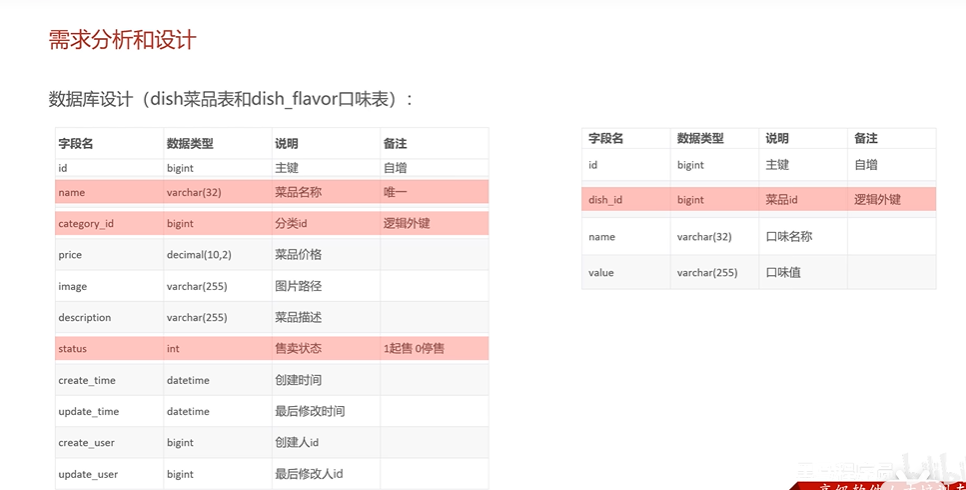 需求分析和设计
数据库设计（dish菜品表和dish_flavor口味表）：
字段名 数据类型 说明 备注
id bigint 主键 自增
name varchar(32) 菜品名称 唯一
category_id bigint 分类id 逻辑外键
price decimal(10,2) 菜品价格
image varchar(255) 图片路径
description varchar(255) 菜品描述
status int 售卖状态 1起售 0停售
create_time datetime 创建时间
update_time datetime 最后修改时间
create_user bigint 创建人id
update_user bigint 最后修改人id
字段名 数据类型 说明 备注
id bigint 主键 自增
dish_id bigint 菜品id 逻辑外键
name varchar(32) 口味名称
value varchar(255) 口味值